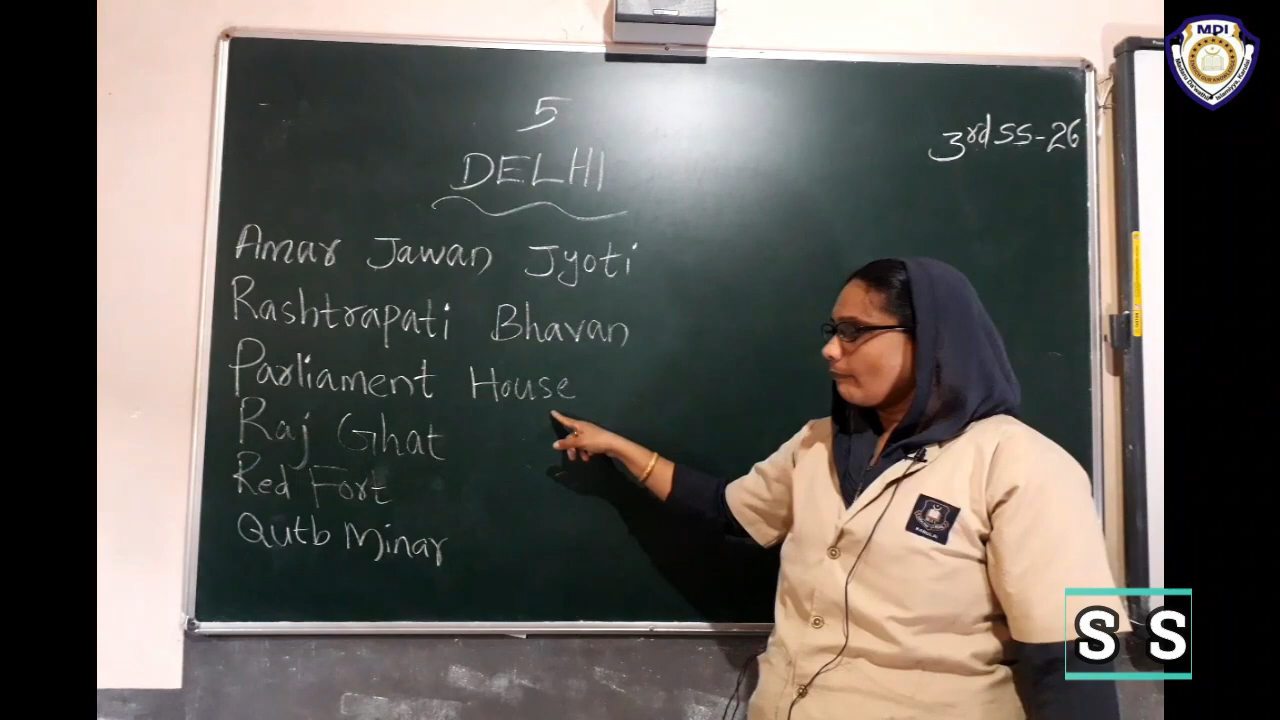 5
DELHI
3rd SS-26
Amar Jawan Jyoti
Rashtrapati Bhavan
Parliament House
Raj Ghat
Red Fort
Qutb Minar
MDI
KARULAI
S S